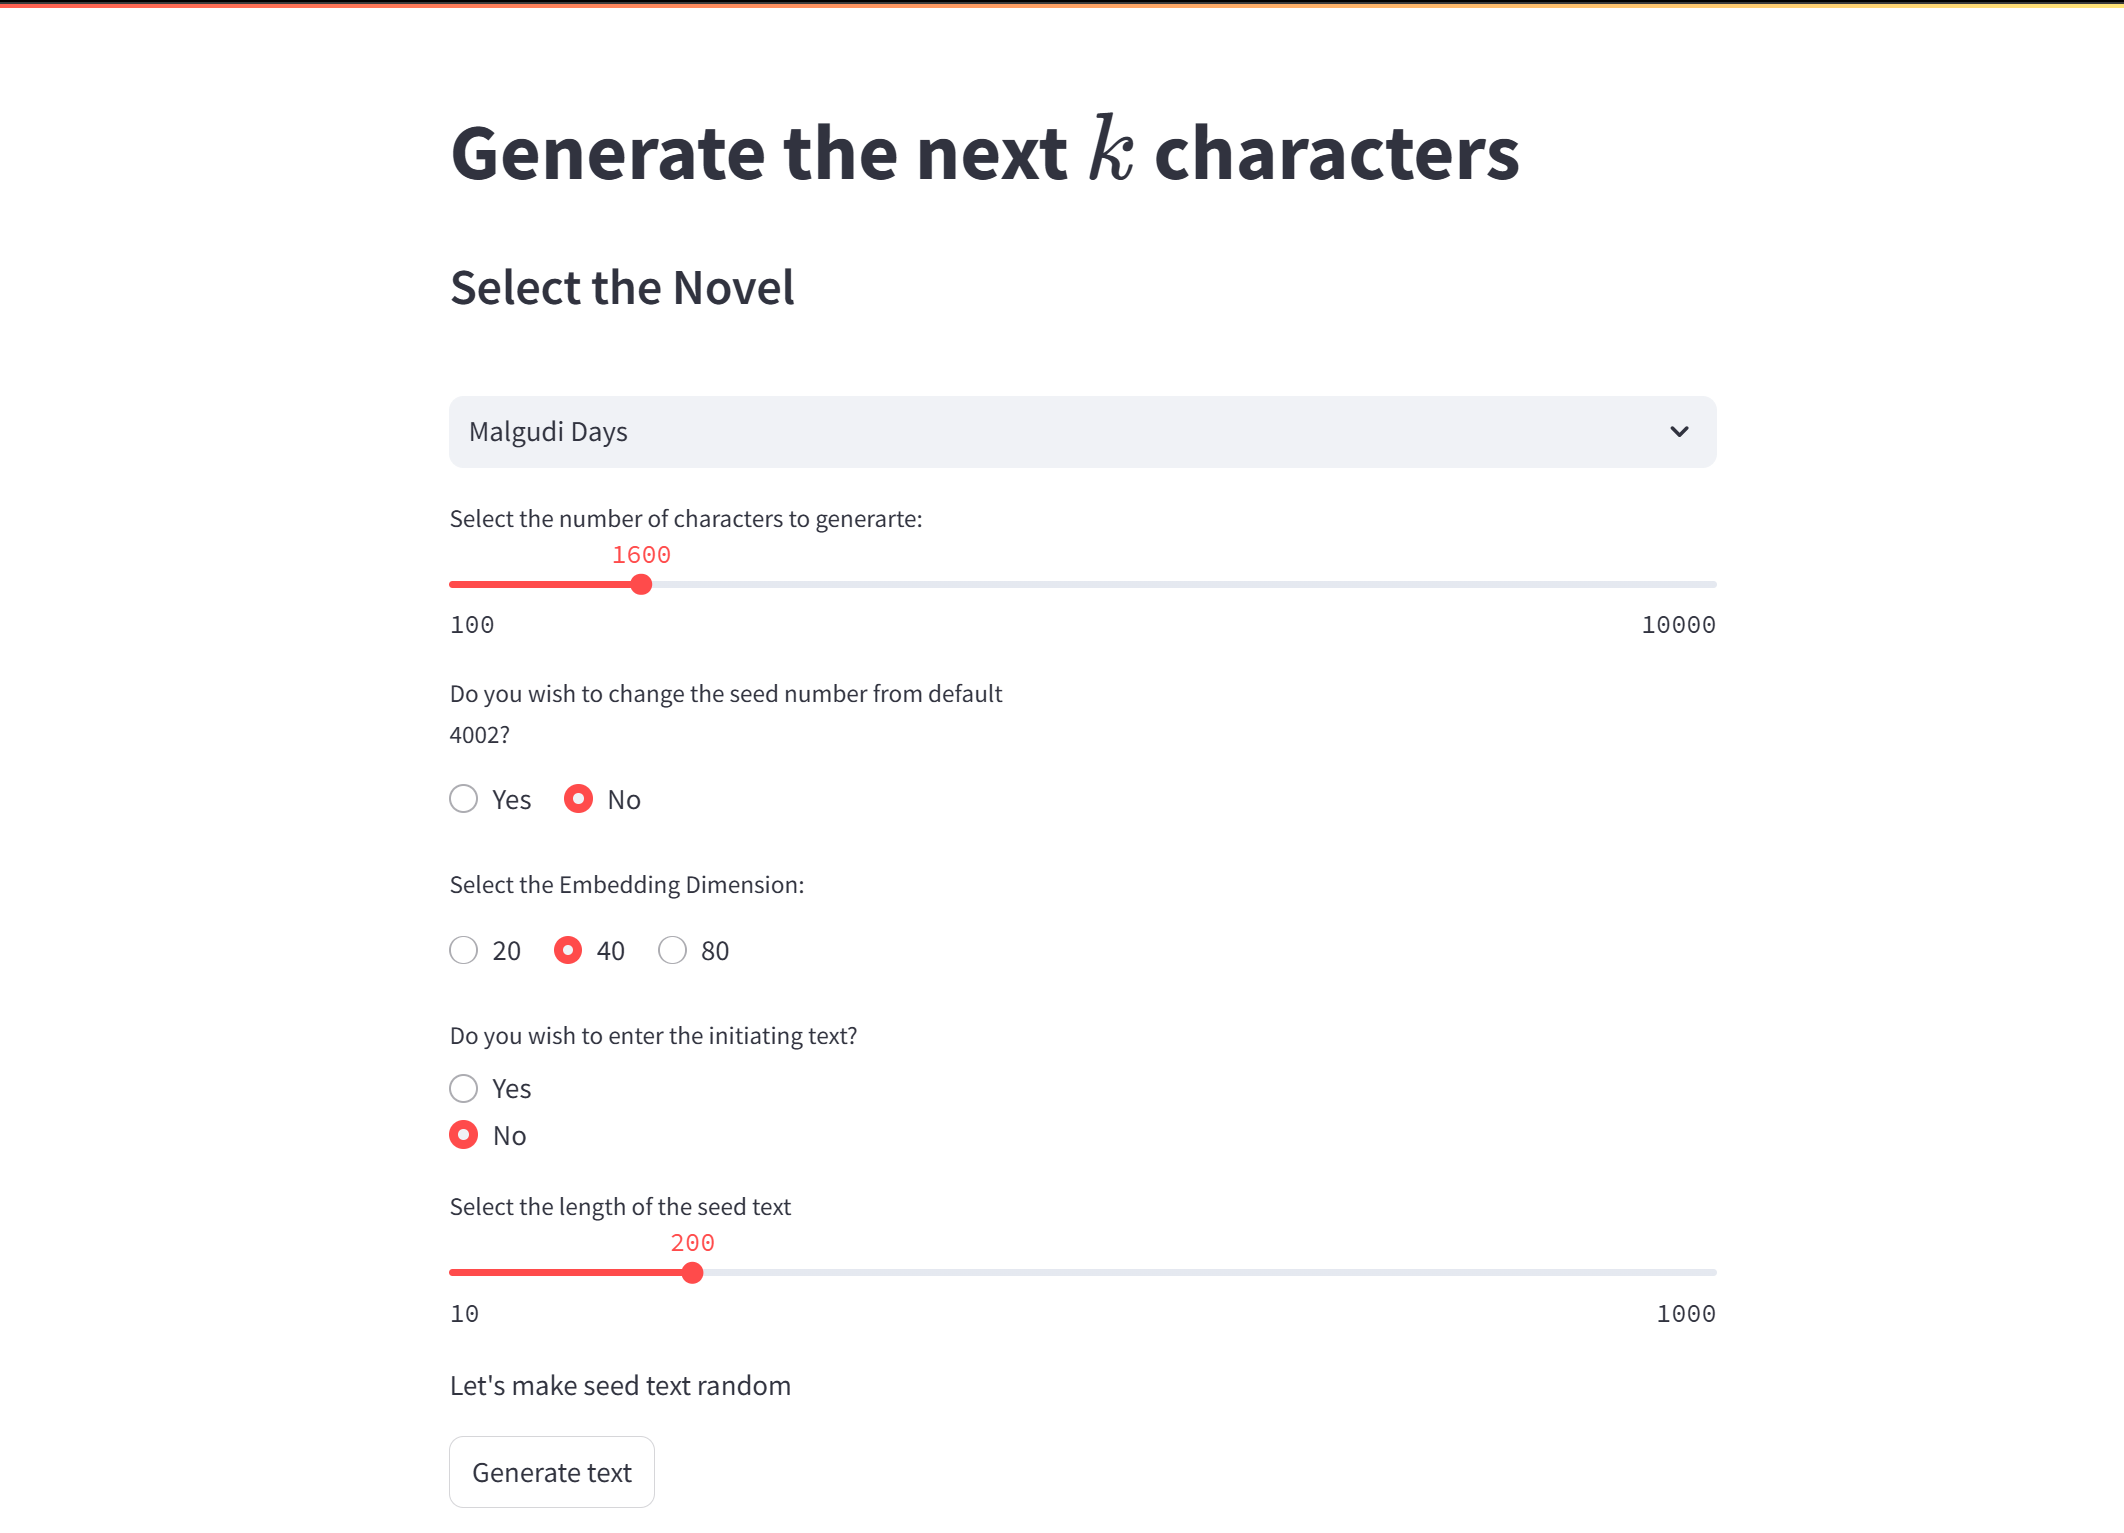 Generate the next k characters
Select the Novel
Malgudi Days
Select the number of characters to generarte:
1600
100 10000
Do you wish to change the seed number from default
4002?
Yes No
Select the Embedding Dimension:
20 40 80
Do you wish to enter the initiating text?
Yes
No
Select the length of the seed text
200
10 1000
Let's make seed text random
Generate text